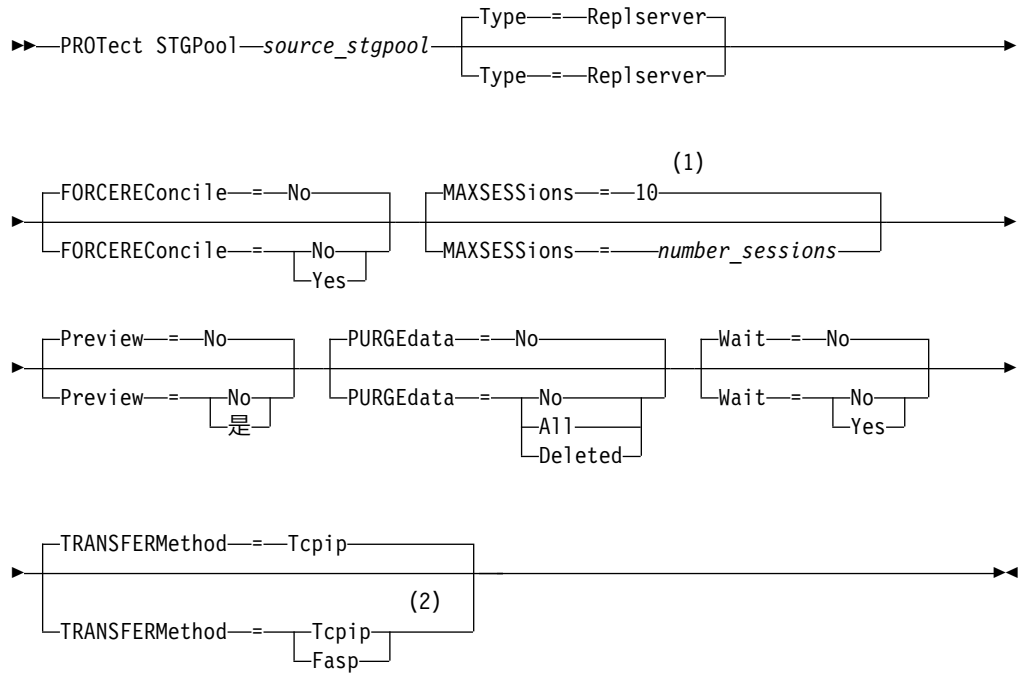 Type = Replserver
PROTect STGPool source_stgpool
Type = Replserver
(1)
FORCEREConcile = No MAXSESSions = 10
FORCEREConcile = No MAXSESSions = number_sessions
Yes
Preview = No PURGEdata = No Wait = No
Preview = No PURGEdata = No Wait = No
是 All Yes
Deleted
TRANSFERMethod = Tcpip
(2)
TRANSFERMethod = Tcpip
Fasp